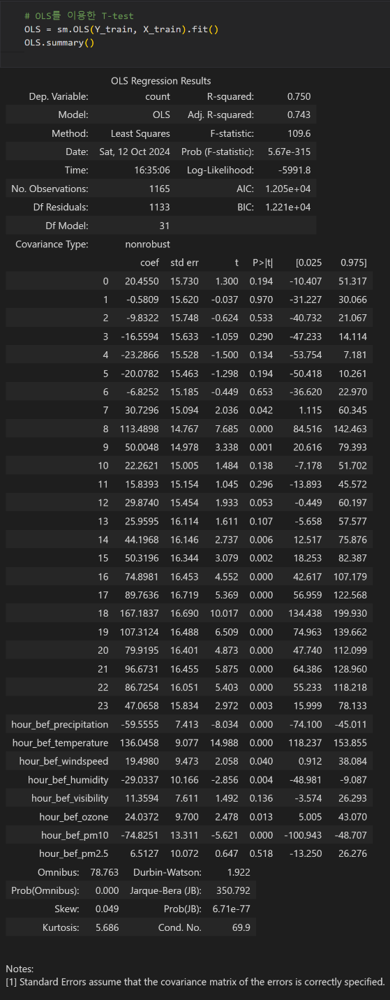 # OLS를 이용한 T-test
OLS = sm.OLS(Y_train, X_train).fit()
OLS.summary()
OLS Regression Results
Dep. Variable: count R-squared: 0.750
Model: OLS Adj. R-squared: 0.743
Method: Least Squares F-statistic: 109.6
Date: Sat, 12 Oct 2024 Prob (F-statistic): 5.67e-315
Time: 16:35:06 Log-Likelihood: -5991.8
No. Observations: 1165 AIC: 1.205e+04
Df Residuals: 1133 BIC: 1.221e+04
Df Model: 31
Covariance Type: nonrobust
coef std err t P>|t| [0.025 0.975]
0 20.4550 15.730 1.300 0.194 -10.407 51.317
1 -0.5809 15.620 -0.037 0.970 -31.227 30.066
2 -9.8322 15.748 -0.624 0.533 -40.732 21.067
3 -16.5594 15.633 -1.059 0.290 -47.233 14.114
4 -23.2866 15.528 -1.500 0.134 -53.754 7.181
5 -20.0782 15.463 -1.298 0.194 -50.418 10.261
6 -6.8252 15.185 -0.449 0.653 -36.620 22.970
7 30.7296 15.094 2.036 0.042 1.115 60.345
8 113.4898 14.767 7.685 0.000 84.516 142.463
9 50.0048 14.978 3.338 0.001 20.616 79.393
10 22.2621 15.005 1.484 0.138 -7.178 51.702
11 15.8393 15.154 1.045 0.296 -13.893 45.572
12 29.8740 15.454 1.933 0.053 -0.449 60.197
13 25.9595 16.114 1.611 0.107 -5.658 57.577
14 44.1968 16.146 2.737 0.006 12.517 75.876
15 50.3196 16.344 3.079 0.002 18.253 82.387
16 74.8981 16.453 4.552 0.000 42.617 107.179
17 89.7636 16.719 5.369 0.000 56.959 122.568
18 167.1837 16.690 10.017 0.000 134.438 199.930
19 107.3124 16.488 6.509 0.000 74.963 139.662
20 79.9195 16.401 4.873 0.000 47.740 112.099
21 96.6731 16.455 5.875 0.000 64.386 128.960
22 86.7254 16.051 5.403 0.000 55.233 118.218
23 47.0658 15.834 2.972 0.003 15.999 78.133
hour_bef_precipitation -59.5555 7.413 -8.034 0.000 -74.100 -45.011
hour_bef_temperature 136.0458 9.077 14.988 0.000 118.237 153.855
hour_bef_windspeed 19.4980 9.473 2.058 0.040 0.912 38.084
hour_bef_humidity -29.0337 10.166 -2.856 0.004 -48.981 -9.087
hour_bef_visibility 11.3594 7.611 1.492 0.136 -3.574 26.293
hour_bef_ozone 24.0372 9.700 2.478 0.013 5.005 43.070
hour_bef_pm10 -74.8251 13.311 -5.621 0.000 -100.943 -48.707
hour_bef_pm2.5 6.5127 10.072 0.647 0.518 -13.250 26.276
Omnibus: 78.763 Durbin-Watson: 1.922
Prob(Omnibus): 0.000 Jarque-Bera (JB): 350.792
Skew: 0.049 Prob(JB): 6.71e-77
Kurtosis: 5.686 Cond. No. 69.9
Notes:
[1] Standard Errors assume that the covariance matrix of the errors is correctly specified.